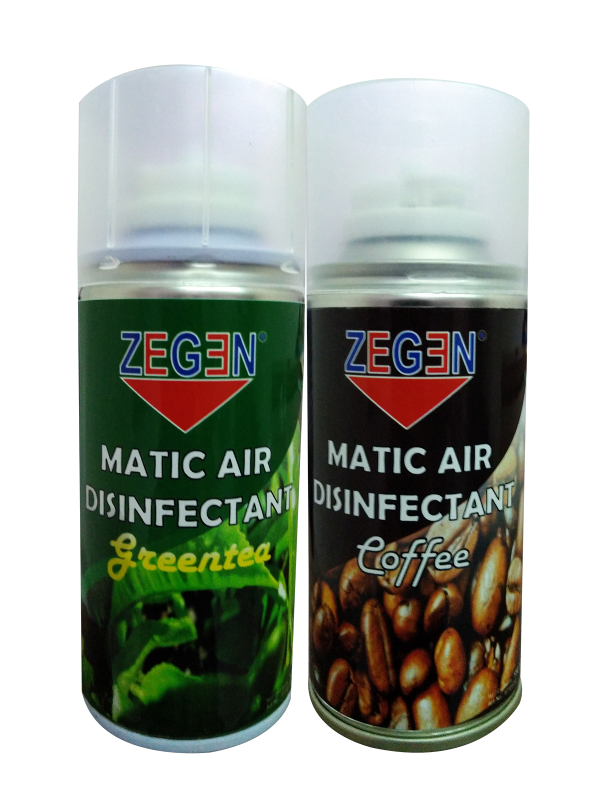 ZEGEN®
MATIC AIR
DISINFECTANT
Greentea
ZEGEN®
MATIC AIR
DISINFECTANT
Coffee